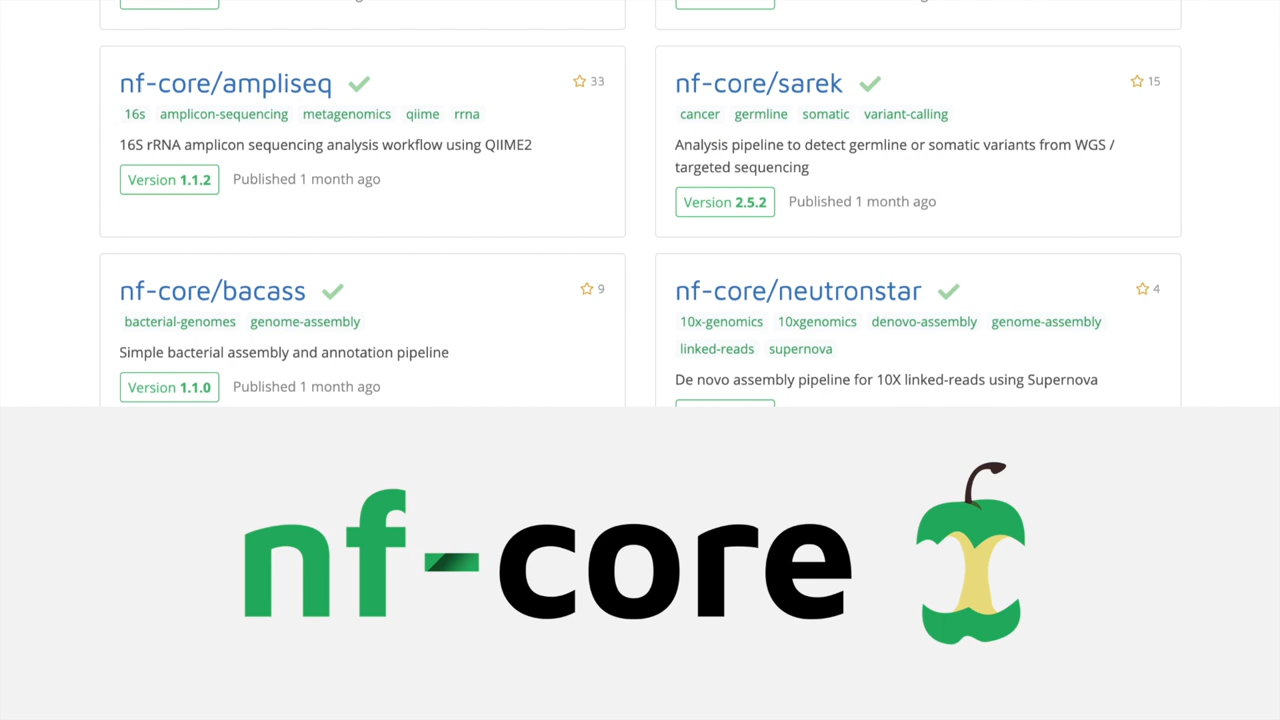 nf-core/ampliseq
33
16s amplicon-sequencing metagenomics qiime rrna
16S rRNA amplicon sequencing analysis workflow using QIIME2
Version 1.1.2 Published 1 month ago
nf-core/sarek
15
cancer germline somatic variant-calling
Analysis pipeline to detect germline or somatic variants from WGS /
targeted sequencing
Version 2.5.2 Published 1 month ago
nf-core/bacass
9
bacterial-genomes genome-assembly
Simple bacterial assembly and annotation pipeline
Version 1.1.0 Published 1 month ago
nf-core/neutronstar
4
10x-genomics 10xgenomics denovo-assembly genome-assembly
linked-reads supernova
De novo assembly pipeline for 10X linked-reads using Supernova
nf-core